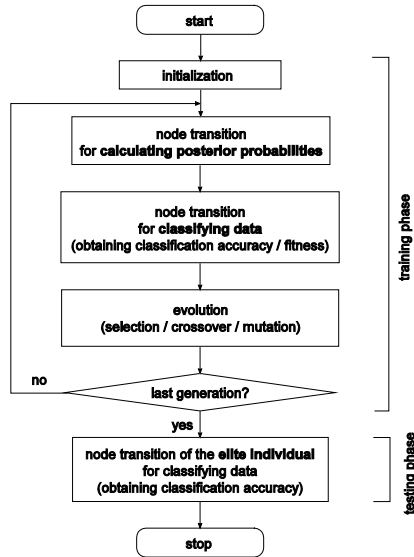 start
initialization
node transition
for calculating posterior probabilities
node transition
for classifying data
(obtaining classification accuracy / fitness)
evolution
(selection / crossover / mutation)
no
last generation?
yes
node transition of the elite individual
for classifying data
(obtaining classification accuracy)
stop
training phase
testing phase